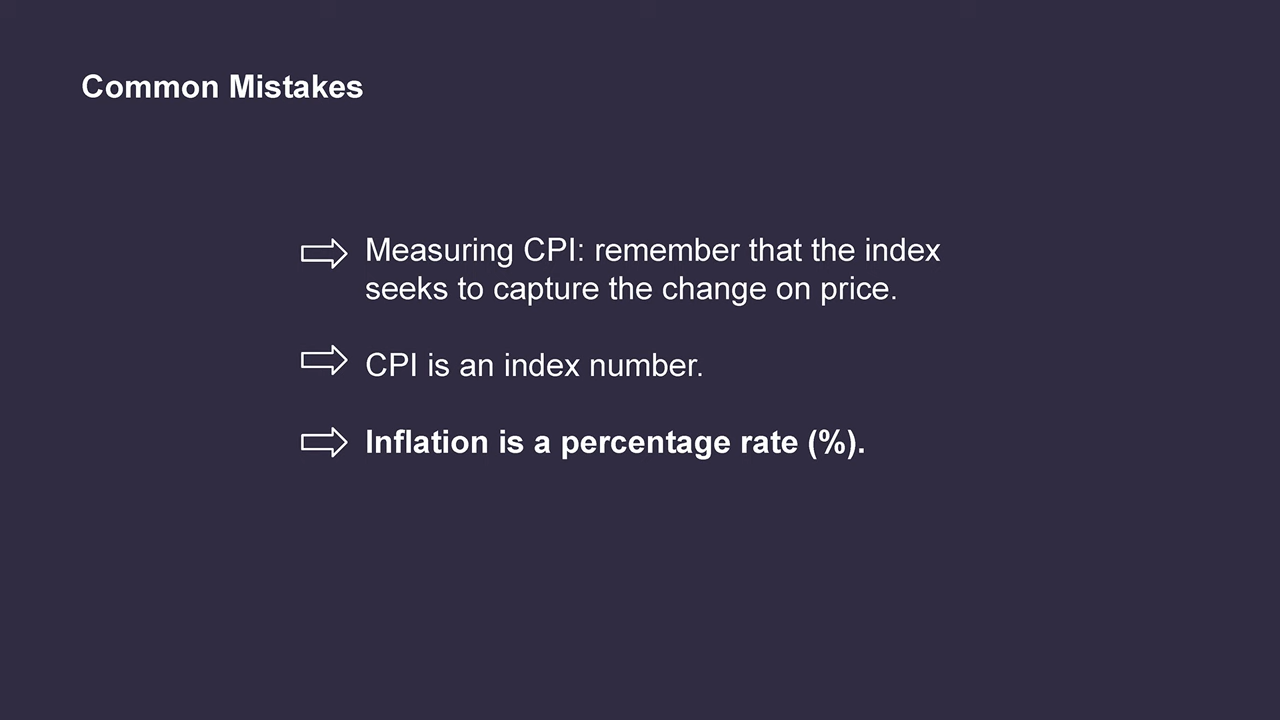 Common Mistakes
Measuring CPI: remember that the index
seeks to capture the change on price.
CPI is an index number.
Inflation is a percentage rate (%).